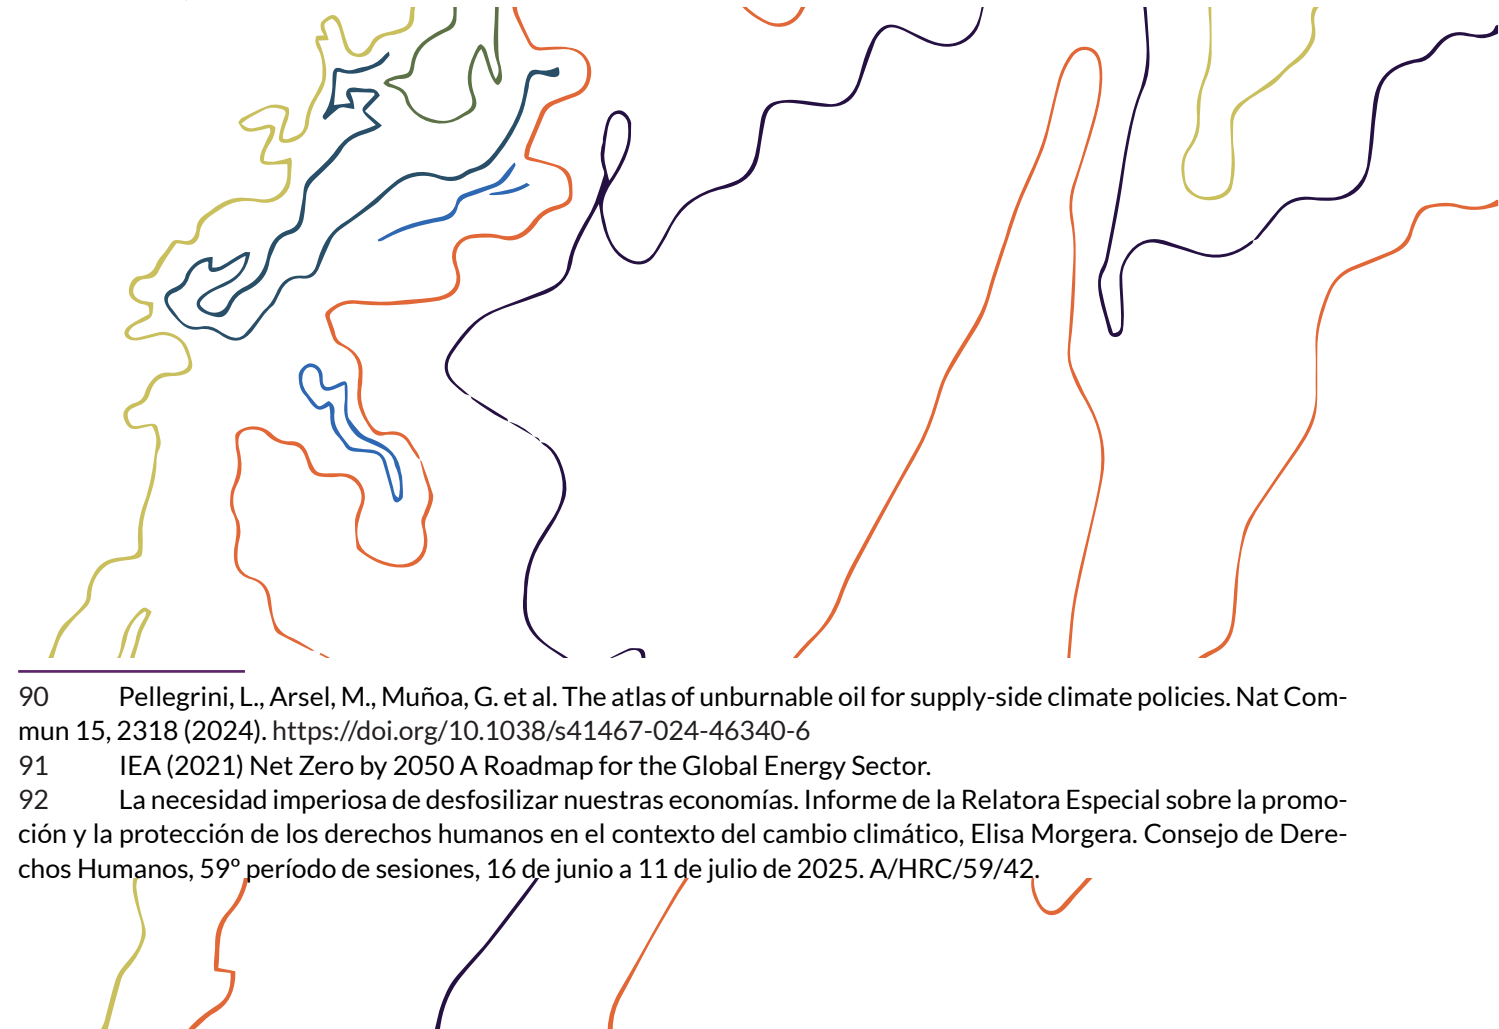 90 Pellegrini, L., Arsel, M., Muñoa, G. et al. The atlas of unburnable oil for supply-side climate policies. Nat Com-
mun 15, 2318 (2024). https://doi.org/10.1038/s41467-024-46340-6
91 IEA (2021) Net Zero by 2050 A Roadmap for the Global Energy Sector.
92 La necesidad imperiosa de desfosilizar nuestras economías. Informe de la Relatora Especial sobre la promo-
ción y la protección de los derechos humanos en el contexto del cambio climático, Elisa Morgera. Consejo de Dere-
chos Humanos, 59º período de sesiones, 16 de junio a 11 de julio de 2025. A/HRC/59/42.